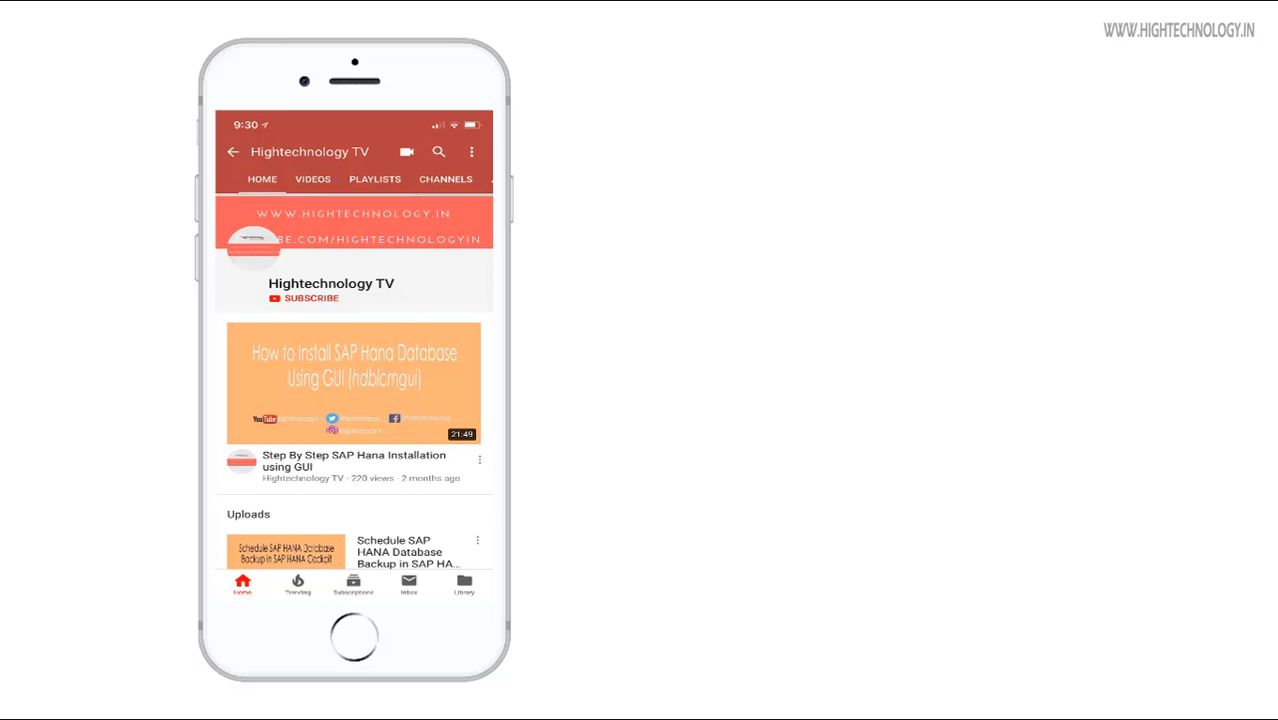 WWW.HIGHTECHNOLOGY.IN
9:30
Hightechnology TV
HOME VIDEOS PLAYLISTS CHANNELS
WWW.HIGHTECHNOLOGY.IN
BE.COM/HIGHTECHNOLOGYIN
Hightechnology TV
SUBSCRIBE
How to Install SAP Hana Database
Using GUI (hdblcmgui)
YouTube
21:49
Step By Step SAP Hana Installation
using GUI
Hightechnology TV · 220 views · 2 months ago
Uploads
Schedule SAP HANA Database
Backup in SAP HANA Cockpit
Schedule SAP
HANA Database
Backup in SAP HA...
Home Trending Subscriptions Inbox Library